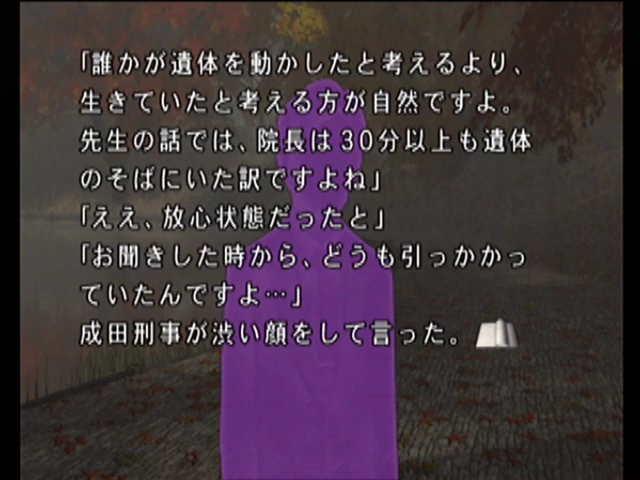 「誰かが遺体を動かしたと考えるより、
生きていたと考える方が自然ですよ。
先生の話では、院長は30分以上も遺体
のそばにいた訳ですよね」
「ええ、放心状態だったと」
「お聞きした時から、どうも引っかかっ
ていたんですよ…」
成田刑事が渋い顔をして言った。